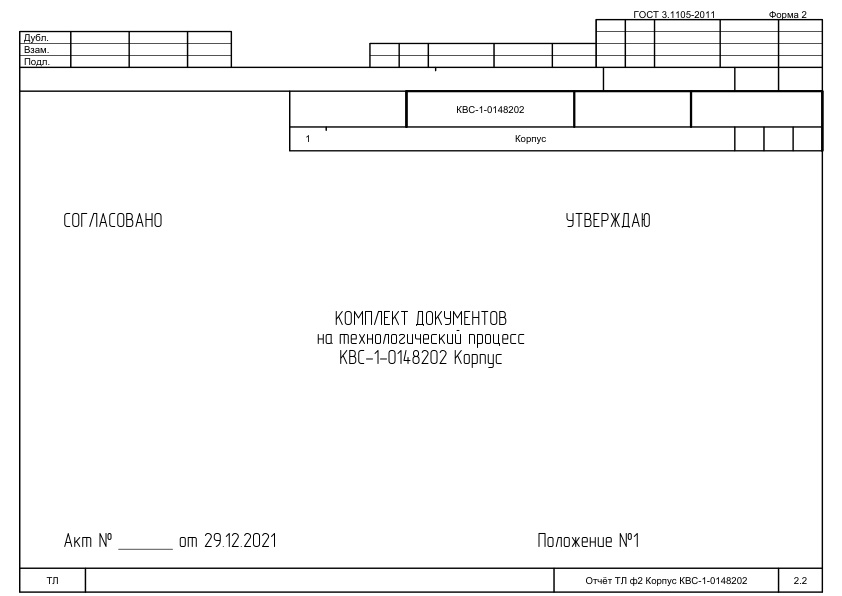 ГОСТ 3.1105-2011 Форма 2
Дубл.
Взам.
Подл.
КВС-1-0148202
1 Корпус
СОГЛАСОВАНО УТВЕРЖДАЮ
КОМПЛЕКТ ДОКУМЕНТОВ
на технологический процесс
КВС-1-0148202 Корпус
Акт № ______ от 29.12.2021 Положение №1
ТЛ Отчёт ТЛ ф2 Корпус КВС-1-0148202 2.2